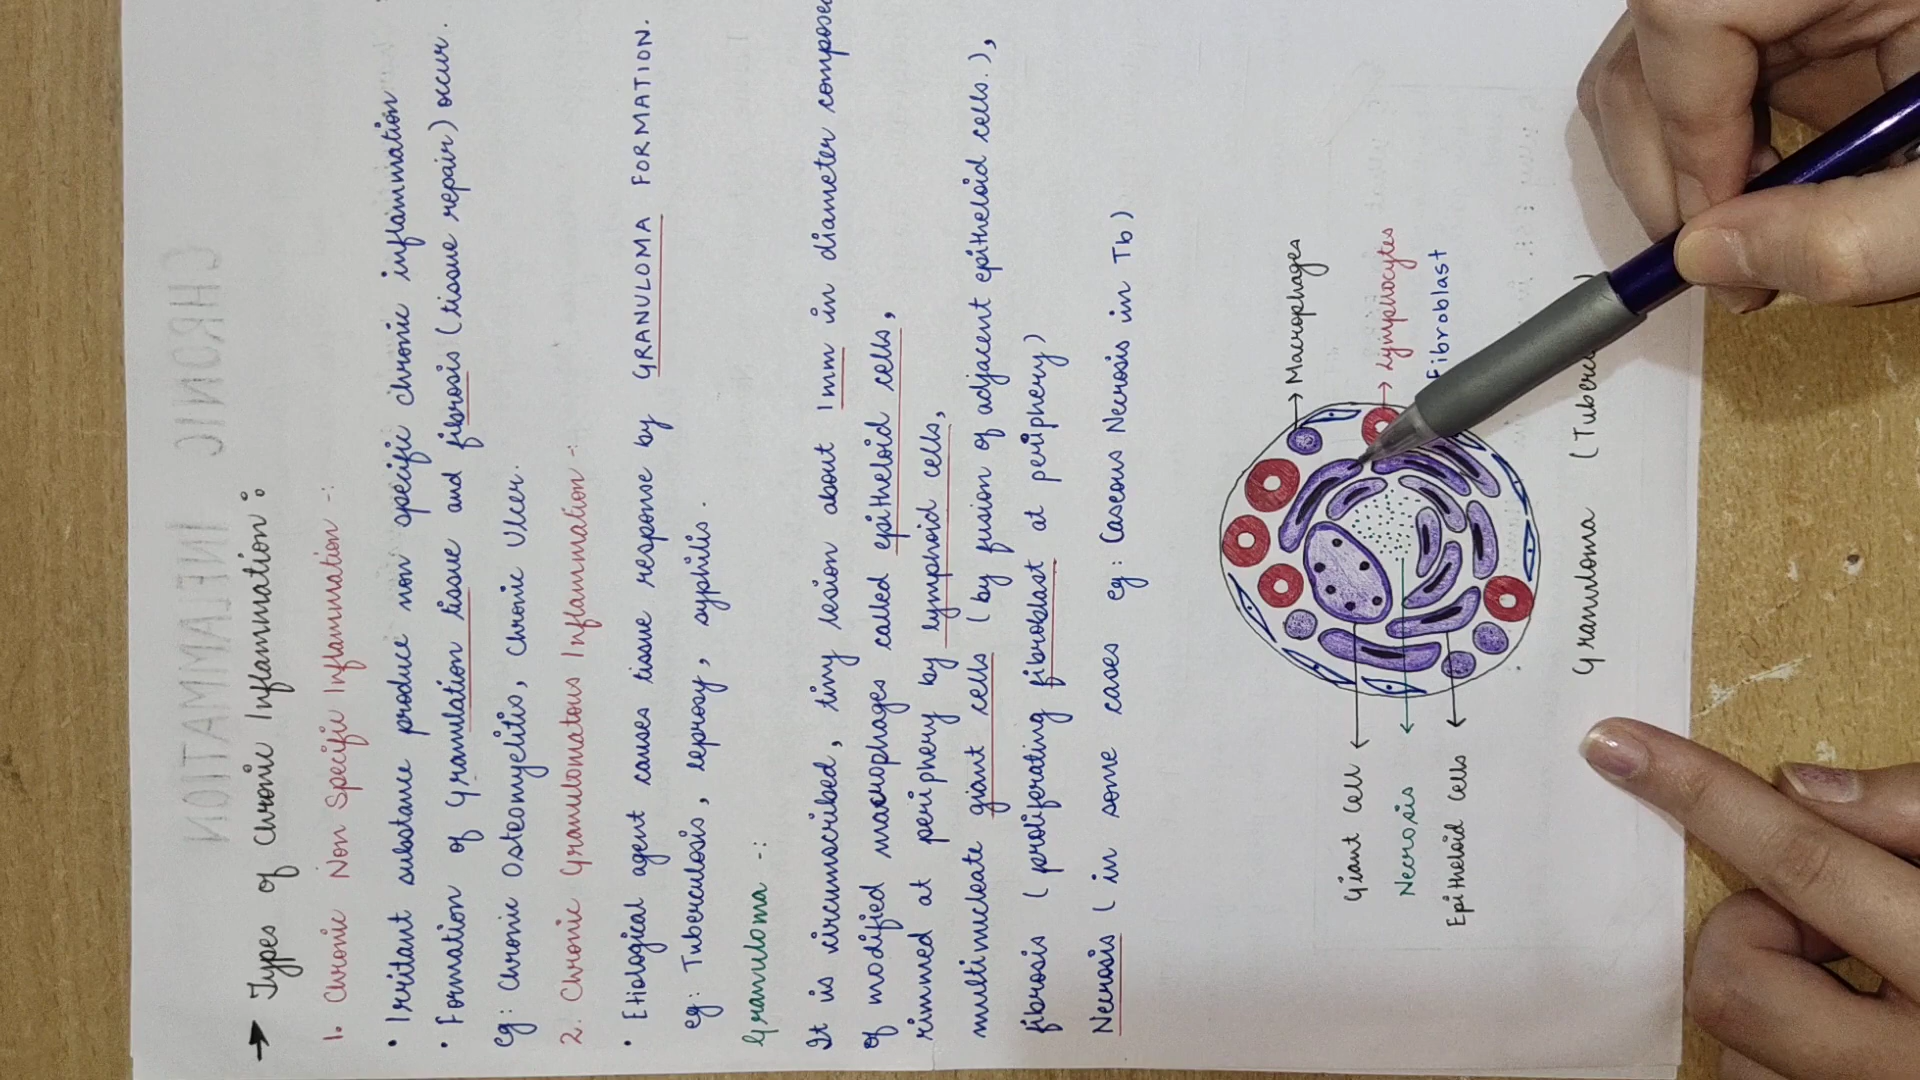 → Types of Chronic Inflammation :
1. Chronic Non Specific Inflammation -:
• Irritant substane produce non specific chronic inflammation
• Formation of Granulation tissue and fibrosis (tissue repair) occur.
eg: Chronic Osteomyelitis, Chronic Ulcer.
2. Chronic Granulomatous Inflammation -:
• Etiological agent causes tissue response by GRANULOMA FORMATION.
eg: Tuberculosis, leprosy, syphilis.
Granuloma -:
It is circumscribed, tiny lesion about 1mm in diameter composed
of modified macrophages called epitheloid cells,
rimmed at periphery by lymphoid cells,
multinucleate giant cells (by fusion of adjacent epitheloid cells.),
fibrosis (proliferating fibroblast at periphery)
Necrosis (in some cases eg: Caseous Necrosis in Tb)
Macrophages
Lymphocytes
Fibroblast
Giant Cell
Necrosis
Epitheloid Cells
Granuloma
CHRONIC INFLAMMATION